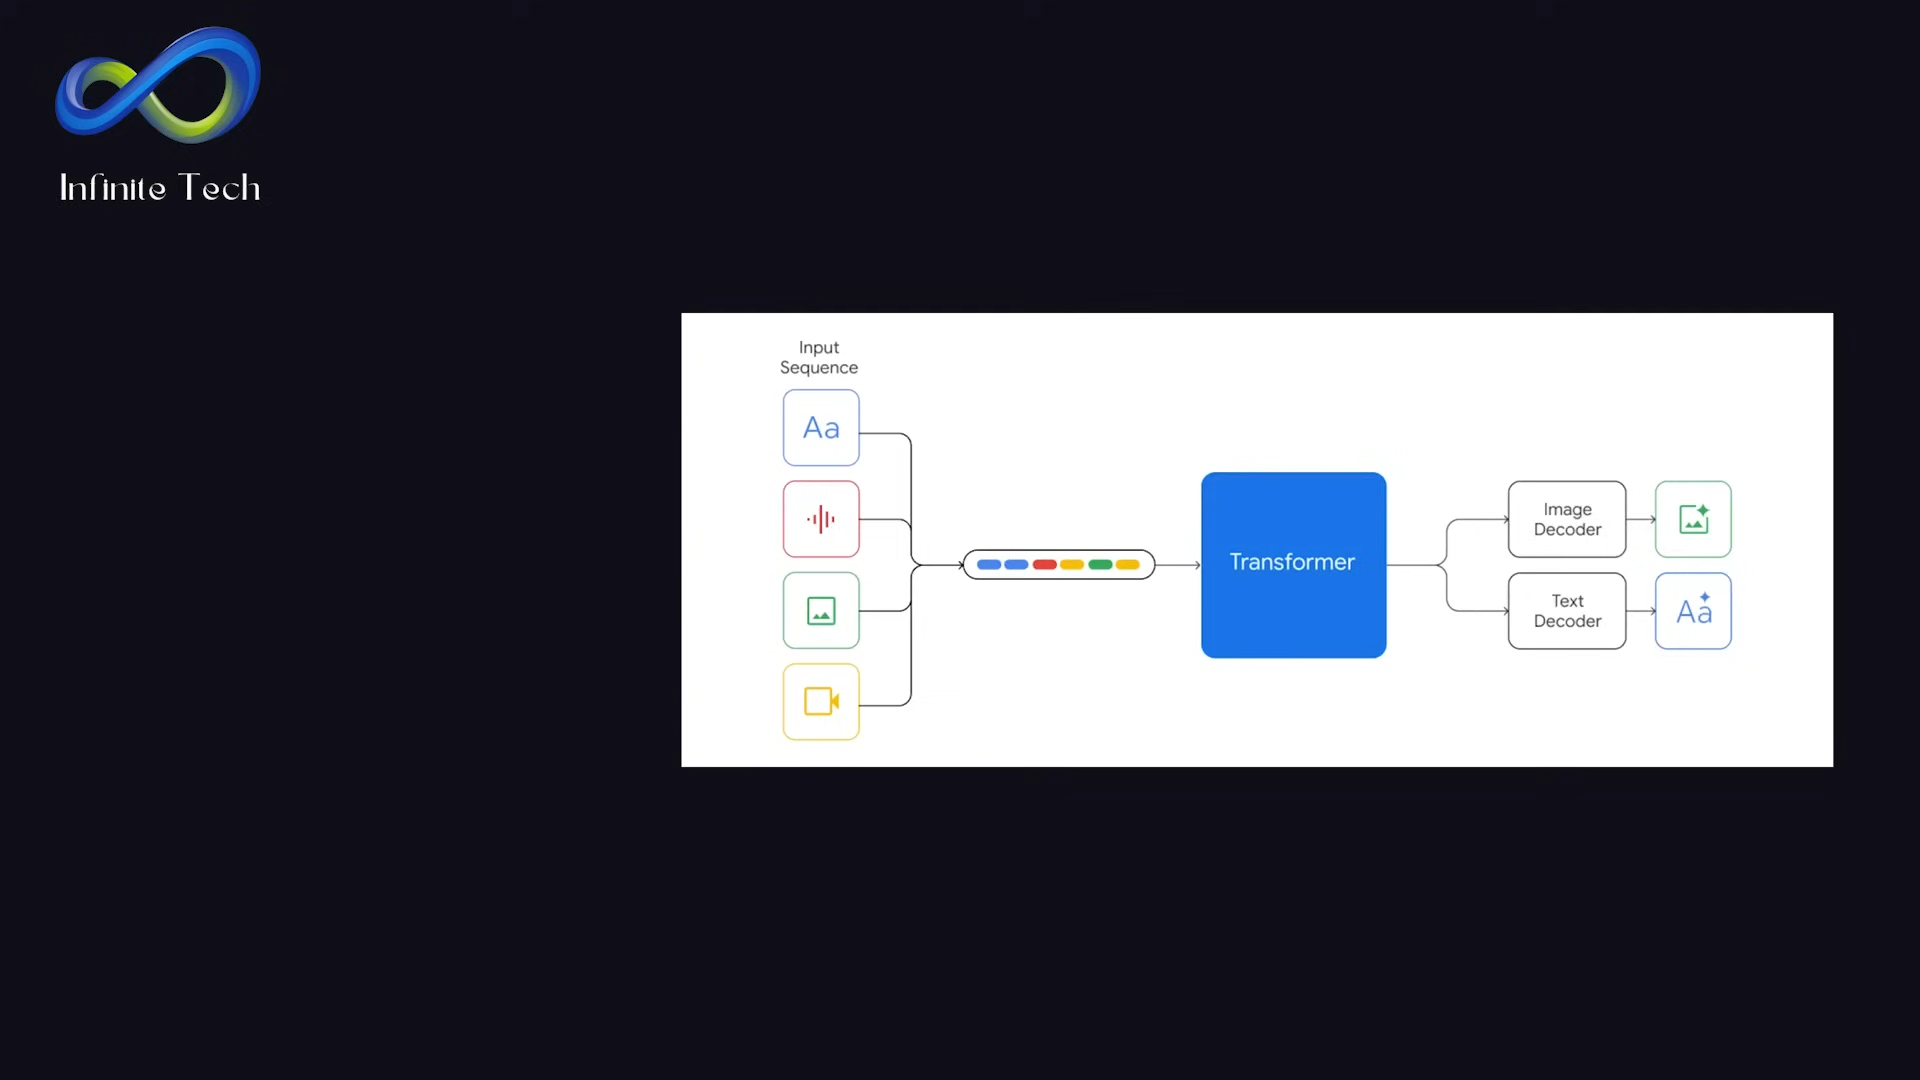 Infinite Tech
Input
Sequence
Aa
Transformer
Image
Decoder
Text
Decoder
Aa